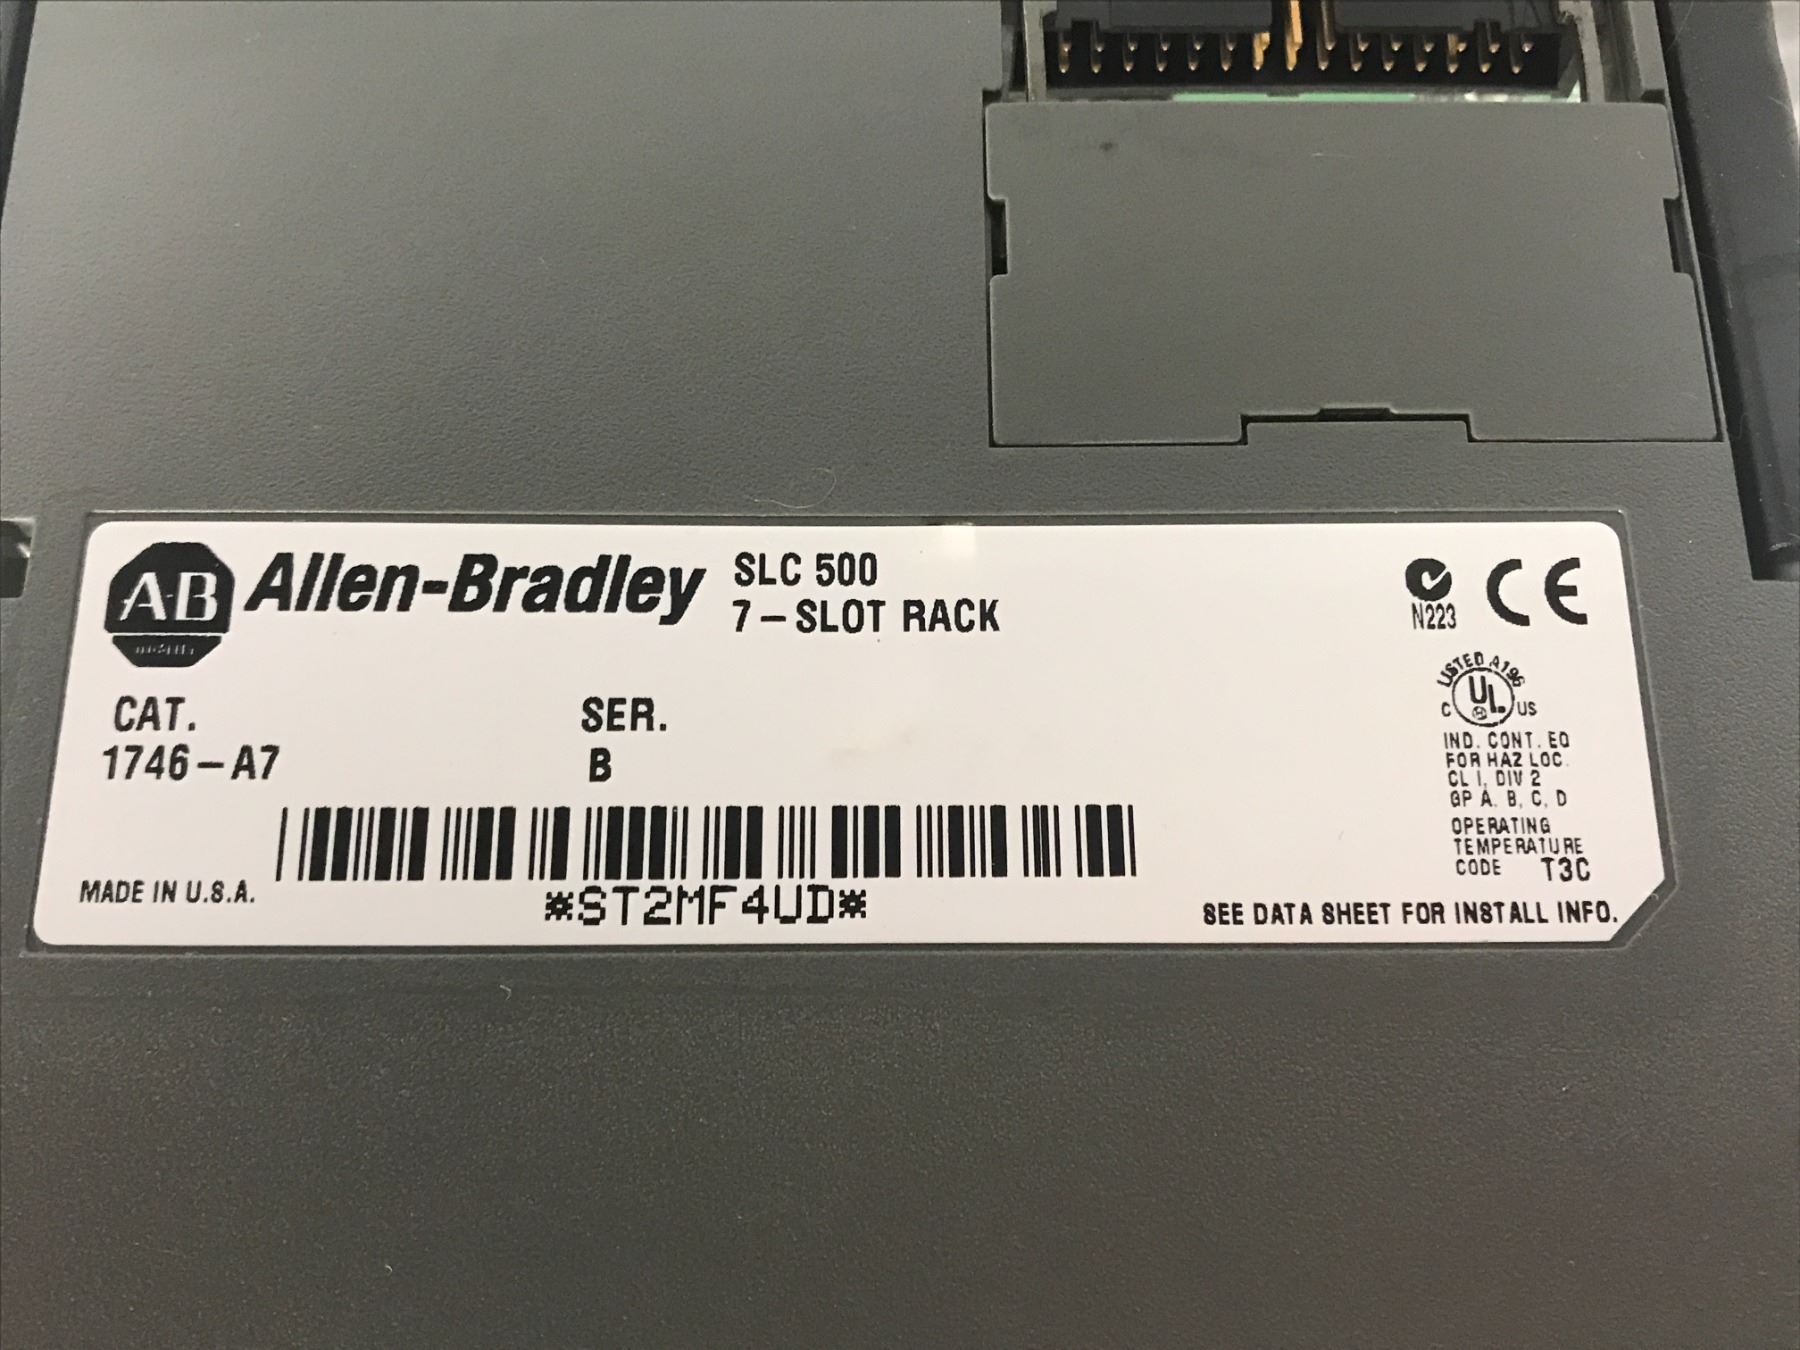 AB Allen-Bradley
SLC 500
7-SLOT RACK
N223 CE
LISTED A196
C UL US
CAT. SER.
1746-A7 B
IND. CONT. EQ
FOR HAZ LOC.
CL I, DIV 2
GP A, B, C, D
OPERATING
TEMPERATURE
CODE T3C
MADE IN U.S.A.
*ST2MF4UD*
SEE DATA SHEET FOR INSTALL INFO.